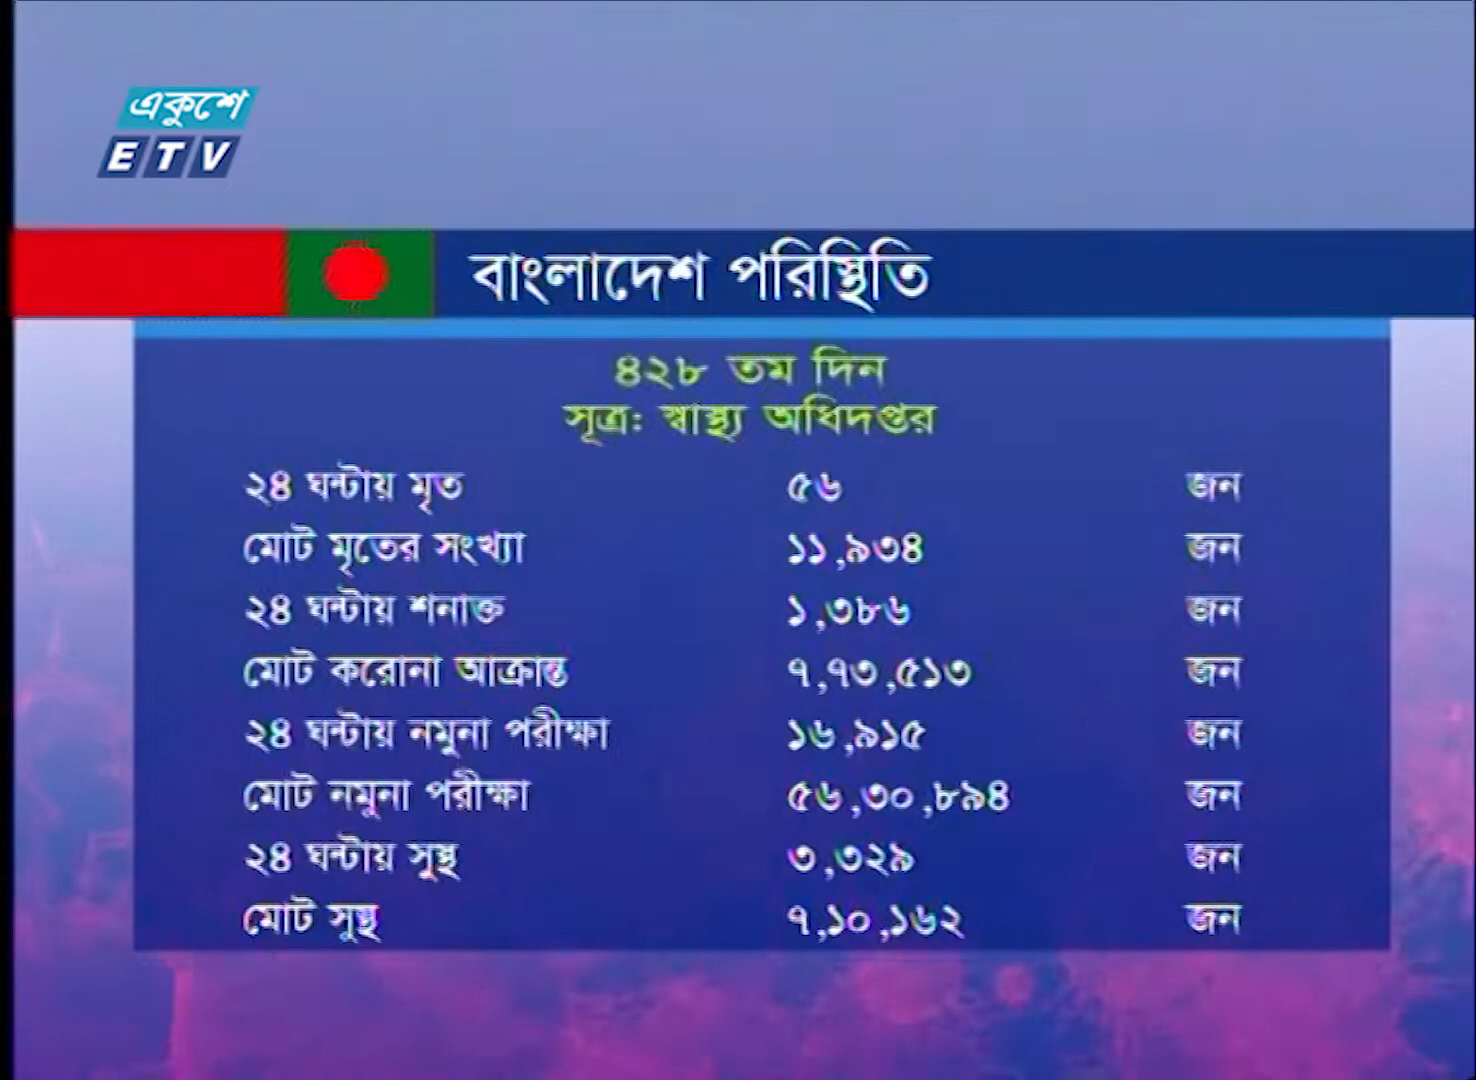 একুশে
ETV
বাংলাদেশ পরিস্থিতি
৪২৮ তম দিন
সূত্রঃ স্বাস্থ্য অধিদপ্তর
২৪ ঘন্টায় মৃত ৫৬ জন
মোট মৃতের সংখ্যা ১১,৯৩৪ জন
২৪ ঘন্টায় শনাক্ত ১,৩৮৬ জন
মোট করোনা আক্রান্ত ৭,৭৩,৫১৩ জন
২৪ ঘন্টায় নমুনা পরীক্ষা ১৬,৯১৫ জন
মোট নমুনা পরীক্ষা ৫৬,৩০,৮৯৪ জন
২৪ ঘন্টায় সুস্থ ৩,৩২৯ জন
মোট সুস্থ ৭,১০,১৬২ জন